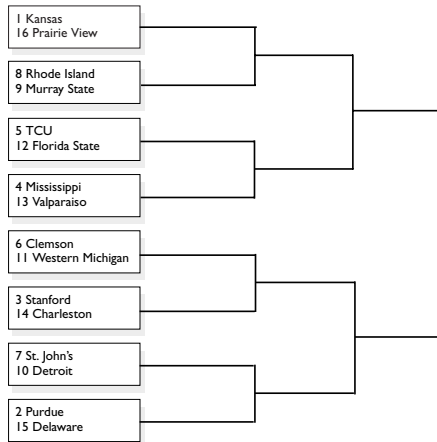 1 Kansas
16 Prairie View
8 Rhode Island
9 Murray State
5 TCU
12 Florida State
4 Mississippi
13 Valparaiso
6 Clemson
11 Western Michigan
3 Stanford
14 Charleston
7 St. John's
10 Detroit
2 Purdue
15 Delaware